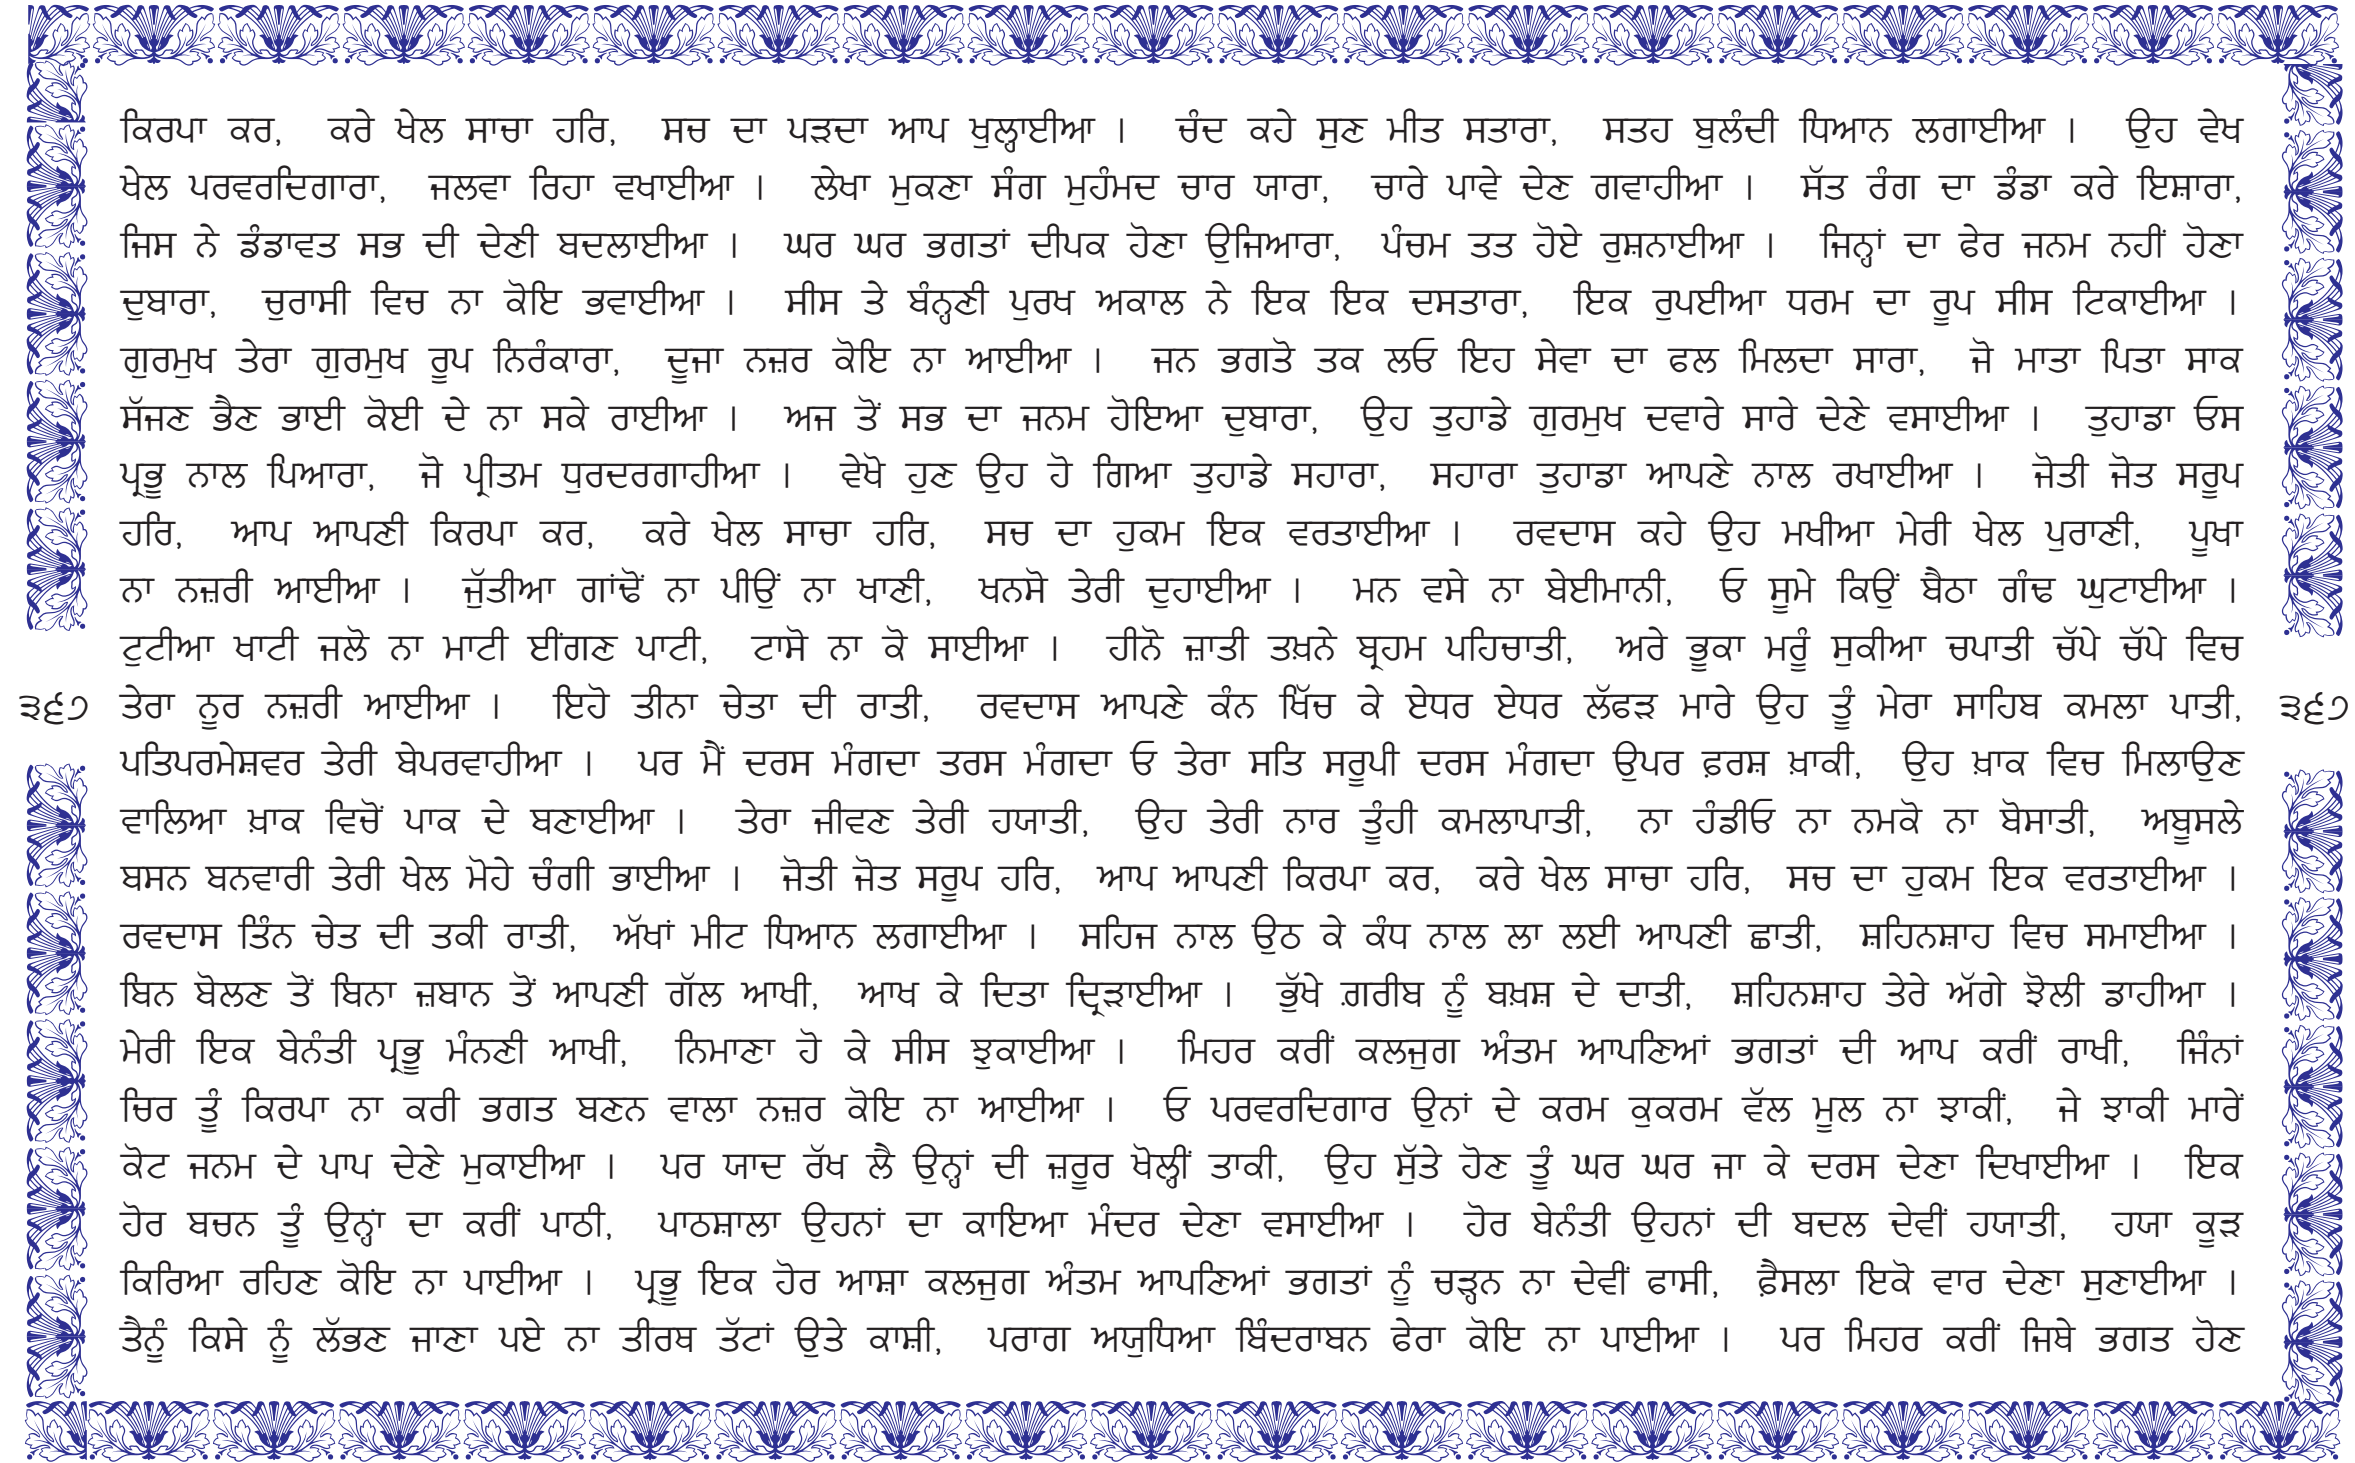 ਕਿਰਪਾ ਕਰ, ਕਰੇ ਖੇਲ ਸਾਚਾ ਹਰਿ, ਸਚ ਦਾ ਪੜਦਾ ਆਪ ਖੁਲ੍ਹਾਈਆ । ਚੰਦ ਕਹੇ ਸੁਣ ਮੀਤ ਸਤਾਰਾ, ਸਤਹ ਬੁਲੰਦੀ ਧਿਆਨ ਲਗਾਈਆ । ਉਹ ਵੇਖ
ਖੇਲ ਪਰਵਰਦਿਗਾਰਾ, ਜਲਵਾ ਰਿਹਾ ਵਖਾਈਆ । ਲੇਖਾ ਮੁਕਣਾ ਸੰਗ ਮੁਹੰਮਦ ਚਾਰ ਯਾਰਾ, ਚਾਰੇ ਪਾਵੇ ਦੇਣ ਗਵਾਹੀਆ । ਸੱਤ ਰੰਗ ਦਾ ਡੰਡਾ ਕਰੇ ਇਸ਼ਾਰਾ,
ਜਿਸ ਨੇ ਡੰਡਾਵਤ ਸਭ ਦੀ ਦੇਣੀ ਬਦਲਾਈਆ । ਘਰ ਘਰ ਭਗਤਾਂ ਦੀਪਕ ਹੋਣਾ ਉਜਿਆਰਾ, ਪੰਚਮ ਤਤ ਹੋਏ ਰੁਸ਼ਨਾਈਆ । ਜਿਨ੍ਹਾਂ ਦਾ ਫੇਰ ਜਨਮ ਨਹੀਂ ਹੋਣਾ
ਦੁਬਾਰਾ, ਚੁਰਾਸੀ ਵਿਚ ਨਾ ਕੋਇ ਭਵਾਈਆ । ਸੀਸ ਤੇ ਬੰਨ੍ਹਣੀ ਪੁਰਖ ਅਕਾਲ ਨੇ ਇਕ ਇਕ ਦਸਤਾਰਾ, ਇਕ ਰੁਪਈਆ ਧਰਮ ਦਾ ਰੂਪ ਸੀਸ ਟਿਕਾਈਆ ।
ਗੁਰਮੁਖ ਤੇਰਾ ਗੁਰਮੁਖ ਰੂਪ ਨਿਰੰਕਾਰਾ, ਦੂਜਾ ਨਜ਼ਰ ਕੋਇ ਨਾ ਆਈਆ । ਜਨ ਭਗਤੋ ਤਕ ਲਓ ਇਹ ਸੇਵਾ ਦਾ ਫਲ ਮਿਲਦਾ ਸਾਰਾ, ਜੋ ਮਾਤਾ ਪਿਤਾ ਸਾਕ
ਸੱਜਣ ਭੈਣ ਭਾਈ ਕੋਈ ਦੇ ਨਾ ਸਕੇ ਰਾਈਆ । ਅਜ ਤੋਂ ਸਭ ਦਾ ਜਨਮ ਹੋਇਆ ਦੁਬਾਰਾ, ਉਹ ਤੁਹਾਡੇ ਗੁਰਮੁਖ ਦਵਾਰੇ ਸਾਰੇ ਦੇਣੇ ਵਸਾਈਆ । ਤੁਹਾਡਾ ਓਸ
ਪ੍ਰਭੂ ਨਾਲ ਪਿਆਰਾ, ਜੋ ਪ੍ਰੀਤਮ ਧੁਰਦਰਗਾਹੀਆ । ਵੇਖੋ ਹੁਣ ਉਹ ਹੋ ਗਿਆ ਤੁਹਾਡੇ ਸਹਾਰਾ, ਸਹਾਰਾ ਤੁਹਾਡਾ ਆਪਣੇ ਨਾਲ ਰਖਾਈਆ । ਜੋਤੀ ਜੋਤ ਸਰੂਪ
ਹਰਿ, ਆਪ ਆਪਣੀ ਕਿਰਪਾ ਕਰ, ਕਰੇ ਖੇਲ ਸਾਚਾ ਹਰਿ, ਸਚ ਦਾ ਹੁਕਮ ਇਕ ਵਰਤਾਈਆ । ਰਵਦਾਸ ਕਹੇ ਉਹ ਮਖੀਆ ਮੇਰੀ ਖੇਲ ਪੁਰਾਣੀ, ਪੂਖਾ
ਨਾ ਨਜ਼ਰੀ ਆਈਆ । ਜੁੱਤੀਆ ਗਾਂਢੋਂ ਨਾ ਪੀਉਂ ਨਾ ਖਾਣੀ, ਖਨਸੋ ਤੇਰੀ ਦੁਹਾਈਆ । ਮਨ ਵਸੇ ਨਾ ਬੇਈਮਾਨੀ, ਓ ਸੂਮੇ ਕਿਉਂ ਬੈਠਾ ਗੰਢ ਘੁਟਾਈਆ ।
ਟੁਟੀਆ ਖਾਟੀ ਜਲੋ ਨਾ ਮਾਟੀ ਈਂਗਣ ਪਾਟੀ, ਟਾਸੋ ਨਾ ਕੋ ਸਾਈਆ । ਹੀਨੋ ਜ਼ਾਤੀ ਤਖ਼ਨੇ ਬ੍ਰਹਮ ਪਹਿਚਾਤੀ, ਅਰੇ ਭੂਕਾ ਮਰੂੰ ਸੁਕੀਆ ਚਪਾਤੀ ਚੱਪੇ ਚੱਪੇ ਵਿਚ
੩੬੭ ਤੇਰਾ ਨੂਰ ਨਜ਼ਰੀ ਆਈਆ । ਇਹੋ ਤੀਨਾ ਚੇਤਾ ਦੀ ਰਾਤੀ, ਰਵਦਾਸ ਆਪਣੇ ਕੰਨ ਖਿੱਚ ਕੇ ਏਧਰ ਏਧਰ ਲੱਫੜ ਮਾਰੇ ਉਹ ਤੂੰ ਮੇਰਾ ਸਾਹਿਬ ਕਮਲਾ ਪਾਤੀ, ੩੬੭
ਪਤਿਪਰਮੇਸ਼ਵਰ ਤੇਰੀ ਬੇਪਰਵਾਹੀਆ । ਪਰ ਮੈਂ ਦਰਸ ਮੰਗਦਾ ਤਰਸ ਮੰਗਦਾ ਓ ਤੇਰਾ ਸਤਿ ਸਰੂਪੀ ਦਰਸ ਮੰਗਦਾ ਉਪਰ ਫ਼ਰਸ਼ ਖ਼ਾਕੀ, ਉਹ ਖ਼ਾਕ ਵਿਚ ਮਿਲਾਉਣ
ਵਾਲਿਆ ਖ਼ਾਕ ਵਿਚੋਂ ਪਾਕ ਦੇ ਬਣਾਈਆ । ਤੇਰਾ ਜੀਵਣ ਤੇਰੀ ਹਯਾਤੀ, ਉਹ ਤੇਰੀ ਨਾਰ ਤੂੰਹੀ ਕਮਲਾਪਾਤੀ, ਨਾ ਹੰਡੀਓ ਨਾ ਨਮਕੋ ਨਾ ਬੋਸਾਤੀ, ਅਬੂਸਲੇ
ਬਸਨ ਬਨਵਾਰੀ ਤੇਰੀ ਖੇਲ ਮੋਹੇ ਚੰਗੀ ਭਾਈਆ । ਜੋਤੀ ਜੋਤ ਸਰੂਪ ਹਰਿ, ਆਪ ਆਪਣੀ ਕਿਰਪਾ ਕਰ, ਕਰੇ ਖੇਲ ਸਾਚਾ ਹਰਿ, ਸਚ ਦਾ ਹੁਕਮ ਇਕ ਵਰਤਾਈਆ ।
ਰਵਦਾਸ ਤਿੰਨ ਚੇਤ ਦੀ ਤਕੀ ਰਾਤੀ, ਅੱਖਾਂ ਮੀਟ ਧਿਆਨ ਲਗਾਈਆ । ਸਹਿਜ ਨਾਲ ਉਠ ਕੇ ਕੰਧ ਨਾਲ ਲਾ ਲਈ ਆਪਣੀ ਛਾਤੀ, ਸ਼ਹਿਨਸ਼ਾਹ ਵਿਚ ਸਮਾਈਆ ।
ਬਿਨ ਬੋਲਣ ਤੋਂ ਬਿਨਾ ਜ਼ਬਾਨ ਤੋਂ ਆਪਣੀ ਗੱਲ ਆਖੀ, ਆਖ ਕੇ ਦਿਤਾ ਦ੍ਰਿੜਾਈਆ । ਭੁੱਖੇ ਗ਼ਰੀਬ ਨੂੰ ਬਖ਼ਸ਼ ਦੇ ਦਾਤੀ, ਸ਼ਹਿਨਸ਼ਾਹ ਤੇਰੇ ਅੱਗੇ ਝੋਲੀ ਡਾਹੀਆ ।
ਮੇਰੀ ਇਕ ਬੇਨੰਤੀ ਪ੍ਰਭੂ ਮੰਨਣੀ ਆਖੀ, ਨਿਮਾਣਾ ਹੋ ਕੇ ਸੀਸ ਝੁਕਾਈਆ । ਮਿਹਰ ਕਰੀਂ ਕਲਜੁਗ ਅੰਤਮ ਆਪਣਿਆਂ ਭਗਤਾਂ ਦੀ ਆਪ ਕਰੀਂ ਰਾਖੀ, ਜਿੰਨਾਂ
ਚਿਰ ਤੂੰ ਕਿਰਪਾ ਨਾ ਕਰੀ ਭਗਤ ਬਣਨ ਵਾਲਾ ਨਜ਼ਰ ਕੋਇ ਨਾ ਆਈਆ । ਓ ਪਰਵਰਦਿਗਾਰ ਉਨਾਂ ਦੇ ਕਰਮ ਕੁਕਰਮ ਵੱਲ ਮੂਲ ਨਾ ਝਾਕੀਂ, ਜੇ ਝਾਕੀ ਮਾਰੇਂ
ਕੋਟ ਜਨਮ ਦੇ ਪਾਪ ਦੇਣੇ ਮੁਕਾਈਆ । ਪਰ ਯਾਦ ਰੱਖ ਲੈ ਉਨ੍ਹਾਂ ਦੀ ਜ਼ਰੂਰ ਖੋਲ੍ਹੀਂ ਤਾਕੀ, ਉਹ ਸੁੱਤੇ ਹੋਣ ਤੂੰ ਘਰ ਘਰ ਜਾ ਕੇ ਦਰਸ ਦੇਣਾ ਦਿਖਾਈਆ । ਇਕ
ਹੋਰ ਬਚਨ ਤੂੰ ਉਨ੍ਹਾਂ ਦਾ ਕਰੀਂ ਪਾਠੀ, ਪਾਠਸ਼ਾਲਾ ਉਹਨਾਂ ਦਾ ਕਾਇਆ ਮੰਦਰ ਦੇਣਾ ਵਸਾਈਆ । ਹੋਰ ਬੇਨੰਤੀ ਉਹਨਾਂ ਦੀ ਬਦਲ ਦੇਵੀਂ ਹਯਾਤੀ, ਹਯਾ ਕੂੜ
ਕਿਰਿਆ ਰਹਿਣ ਕੋਇ ਨਾ ਪਾਈਆ । ਪ੍ਰਭੂ ਇਕ ਹੋਰ ਆਸ਼ਾ ਕਲਜੁਗ ਅੰਤਮ ਆਪਣਿਆਂ ਭਗਤਾਂ ਨੂੰ ਚੜ੍ਹਨ ਨਾ ਦੇਵੀਂ ਫਾਸੀ, ਫ਼ੈਸਲਾ ਇਕੋ ਵਾਰ ਦੇਣਾ ਸੁਣਾਈਆ ।
ਤੈਨੂੰ ਕਿਸੇ ਨੂੰ ਲੱਭਣ ਜਾਣਾ ਪਏ ਨਾ ਤੀਰਥ ਤੱਟਾਂ ਉਤੇ ਕਾਸ਼ੀ, ਪਰਾਗ ਅਯੁਧਿਆ ਬਿੰਦਰਾਬਨ ਫੇਰਾ ਕੋਇ ਨਾ ਪਾਈਆ । ਪਰ ਮਿਹਰ ਕਰੀਂ ਜਿਥੇ ਭਗਤ ਹੋਣ